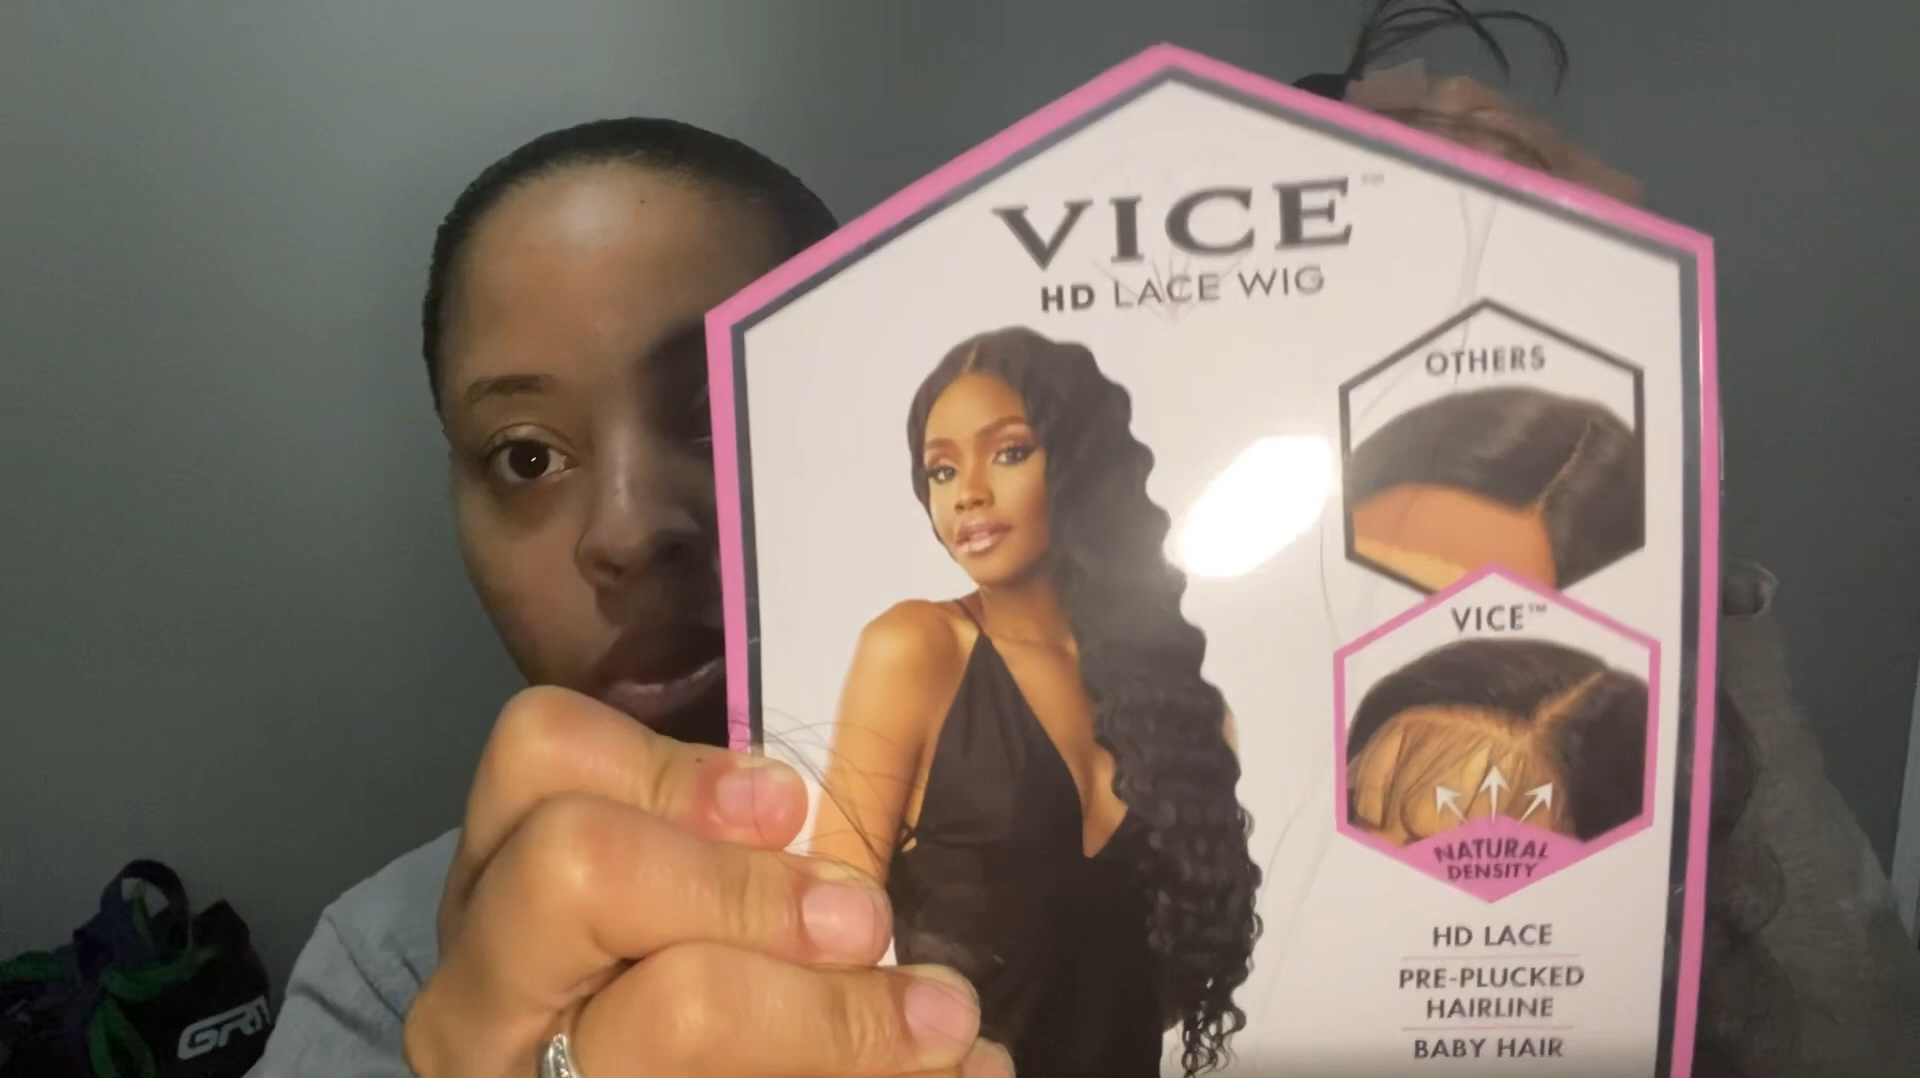 VICE™
HD LACE WIG
OTHERS
VICE™
NATURAL
DENSITY
HD LACE
PRE-PLUCKED
HAIRLINE
BABY HAIR